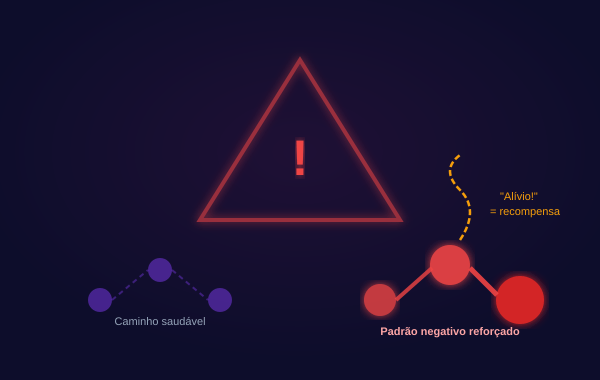 !
"Alívio!"
= recompensa
Caminho saudável
Padrão negativo reforçado